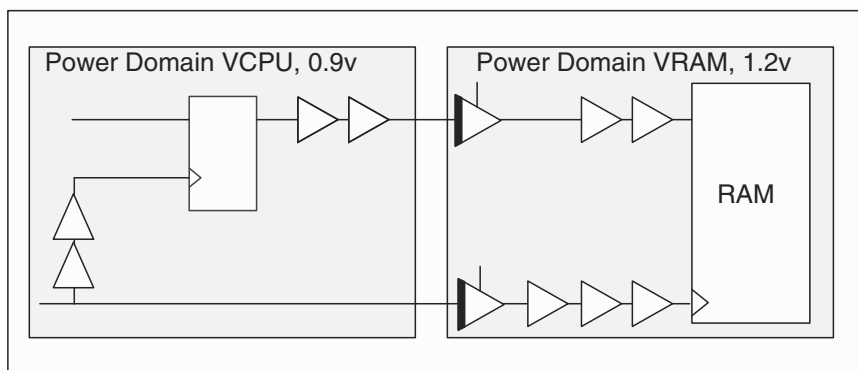 Power Domain VCPU, 0.9v
Power Domain VRAM, 1.2v
RAM